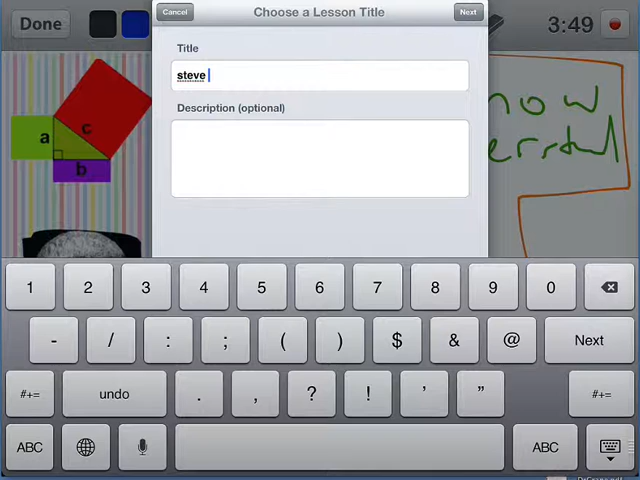 Done
Cancel
Choose a Lesson Title
Next
3:49
Title
steve
Description (optional)
a
c
b
now
1 2 3 4 5 6 7 8 9 0
- / : ; ( ) $ & @ Next
#+= undo . , ? ! ' " #+=
ABC ABC